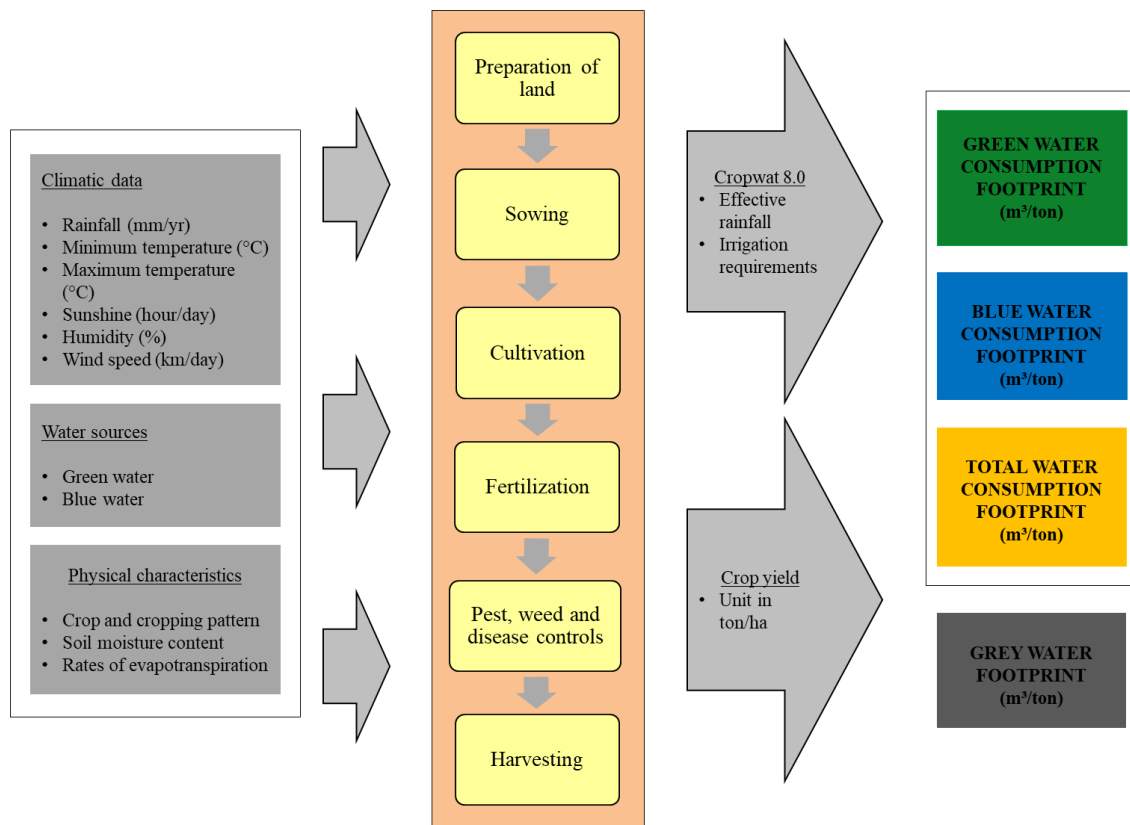 Climatic data
• Rainfall (mm/yr)
• Minimum temperature (°C)
• Maximum temperature
(°C)
• Sunshine (hour/day)
• Humidity (%)
• Wind speed (km/day)
Water sources
• Green water
• Blue water
Physical characteristics
• Crop and cropping pattern
• Soil moisture content
• Rates of evapotranspiration
Preparation of
land
Sowing
Cultivation
Fertilization
Pest, weed and
disease controls
Harvesting
Cropwat 8.0
• Effective
rainfall
• Irrigation
requirements
Crop yield
• Unit in
ton/ha
GREEN WATER
CONSUMPTION
FOOTPRINT
(m³/ton)
BLUE WATER
CONSUMPTION
FOOTPRINT
(m³/ton)
TOTAL WATER
CONSUMPTION
FOOTPRINT
(m³/ton)
GREY WATER
FOOTPRINT
(m³/ton)